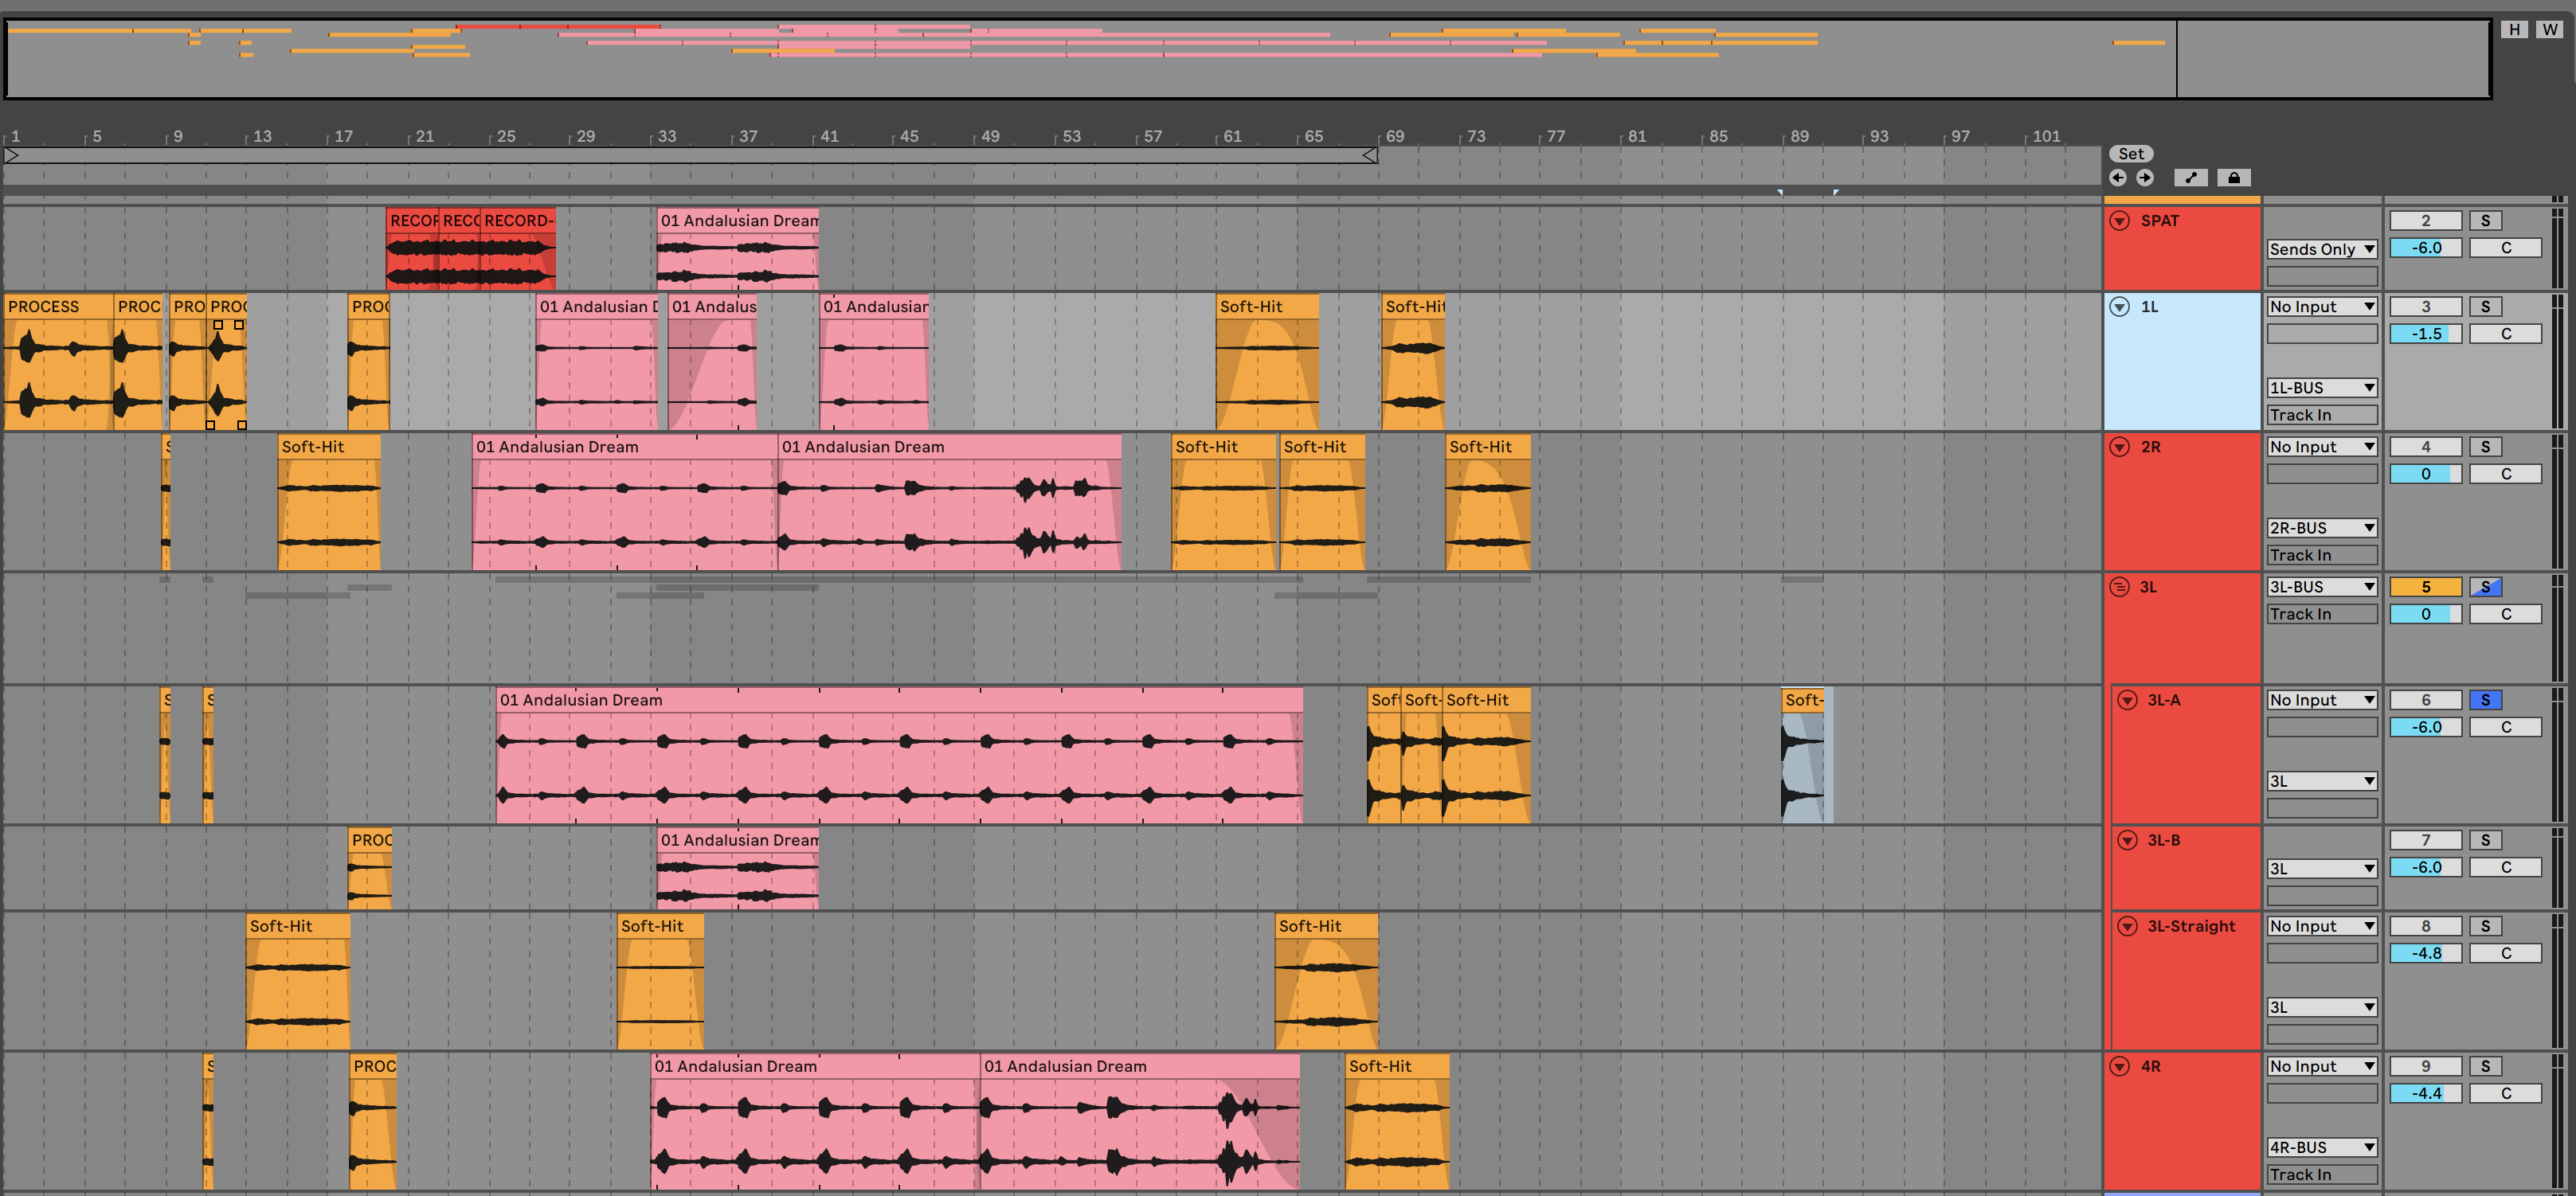 H W
1 5 9 13 17 21 25 29 33 37 41 45 49 53 57 61 65 69 73 77 81 85 89 93 97 101
Set
RECOR RECO RECORD- 01 Andalusian Dream SPAT 2 S
Sends Only -6.0 C
PROCESS PROC PRO PROC PROC 01 Andalusian D 01 Andalus 01 Andalusian Soft-Hit Soft-Hit 1L No Input 3 S
-1.5 C
1L-BUS
Track In
S Soft-Hit 01 Andalusian Dream 01 Andalusian Dream Soft-Hit Soft-Hit Soft-Hit 2R No Input 4 S
0 C
2R-BUS
Track In
3L 3L-BUS 5 S
Track In 0 C
S S 01 Andalusian Dream Sof Soft- Soft-Hit Soft- 3L-A No Input 6 S
-6.0 C
3L
PROC 01 Andalusian Dream 3L-B 7 S
3L -6.0 C
Soft-Hit Soft-Hit Soft-Hit 3L-Straight No Input 8 S
-4.8 C
3L
S PROC 01 Andalusian Dream 01 Andalusian Dream Soft-Hit 4R No Input 9 S
-4.4 C
4R-BUS
Track In